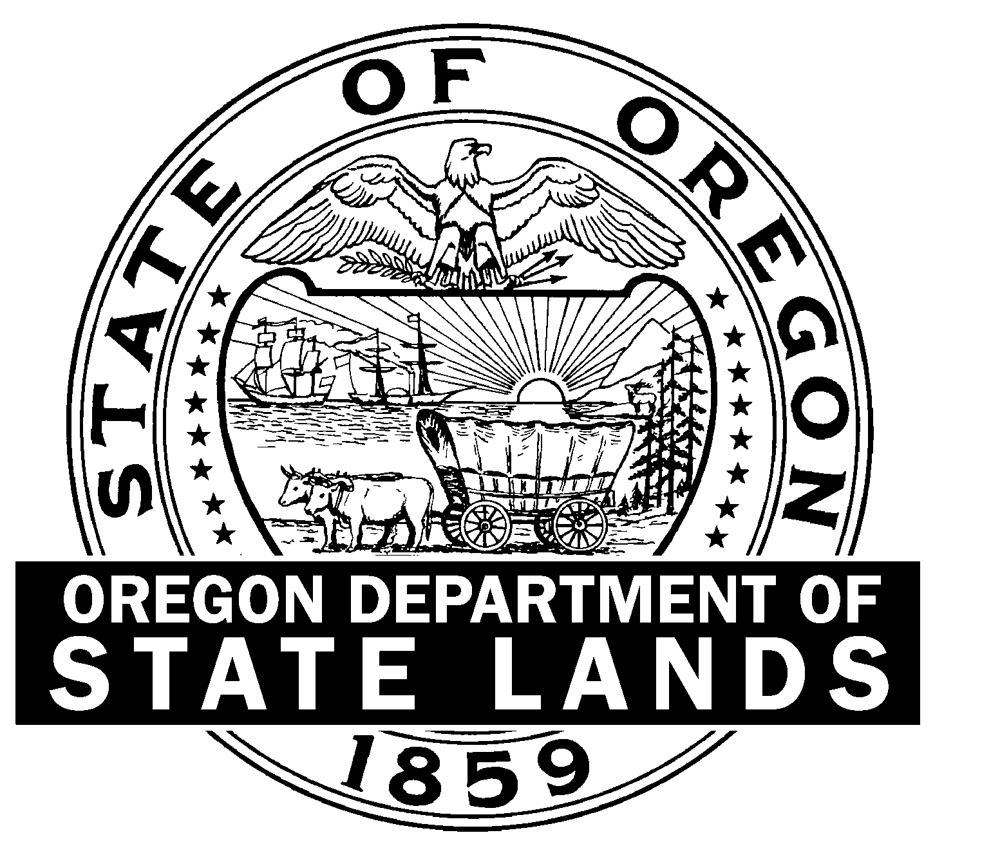 STATE OF OREGON
OREGON DEPARTMENT OF
STATE LANDS
1859